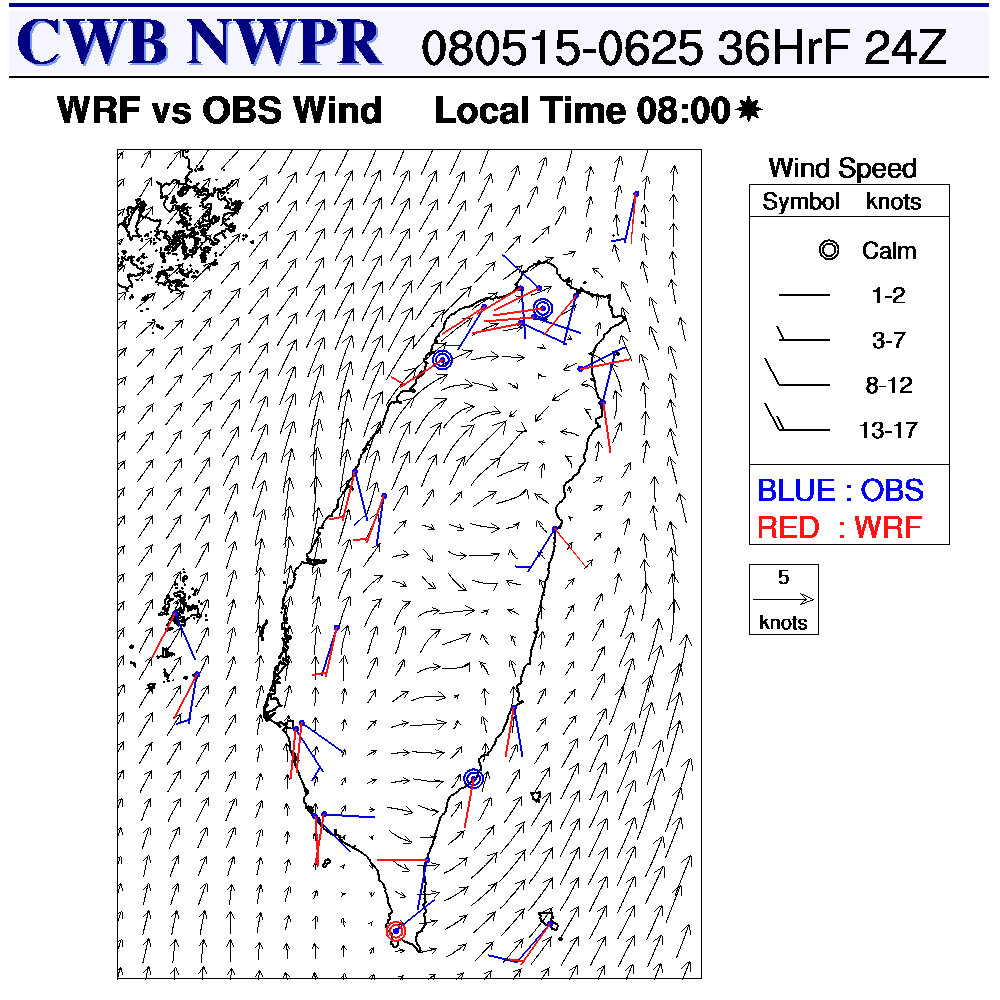 CWB NWPR 080515-0625 36HrF 24Z
WRF vs OBS Wind Local Time 08:00✷
Wind Speed
Symbol knots
Calm
1-2
3-7
8-12
13-17
BLUE : OBS
RED : WRF
5
knots